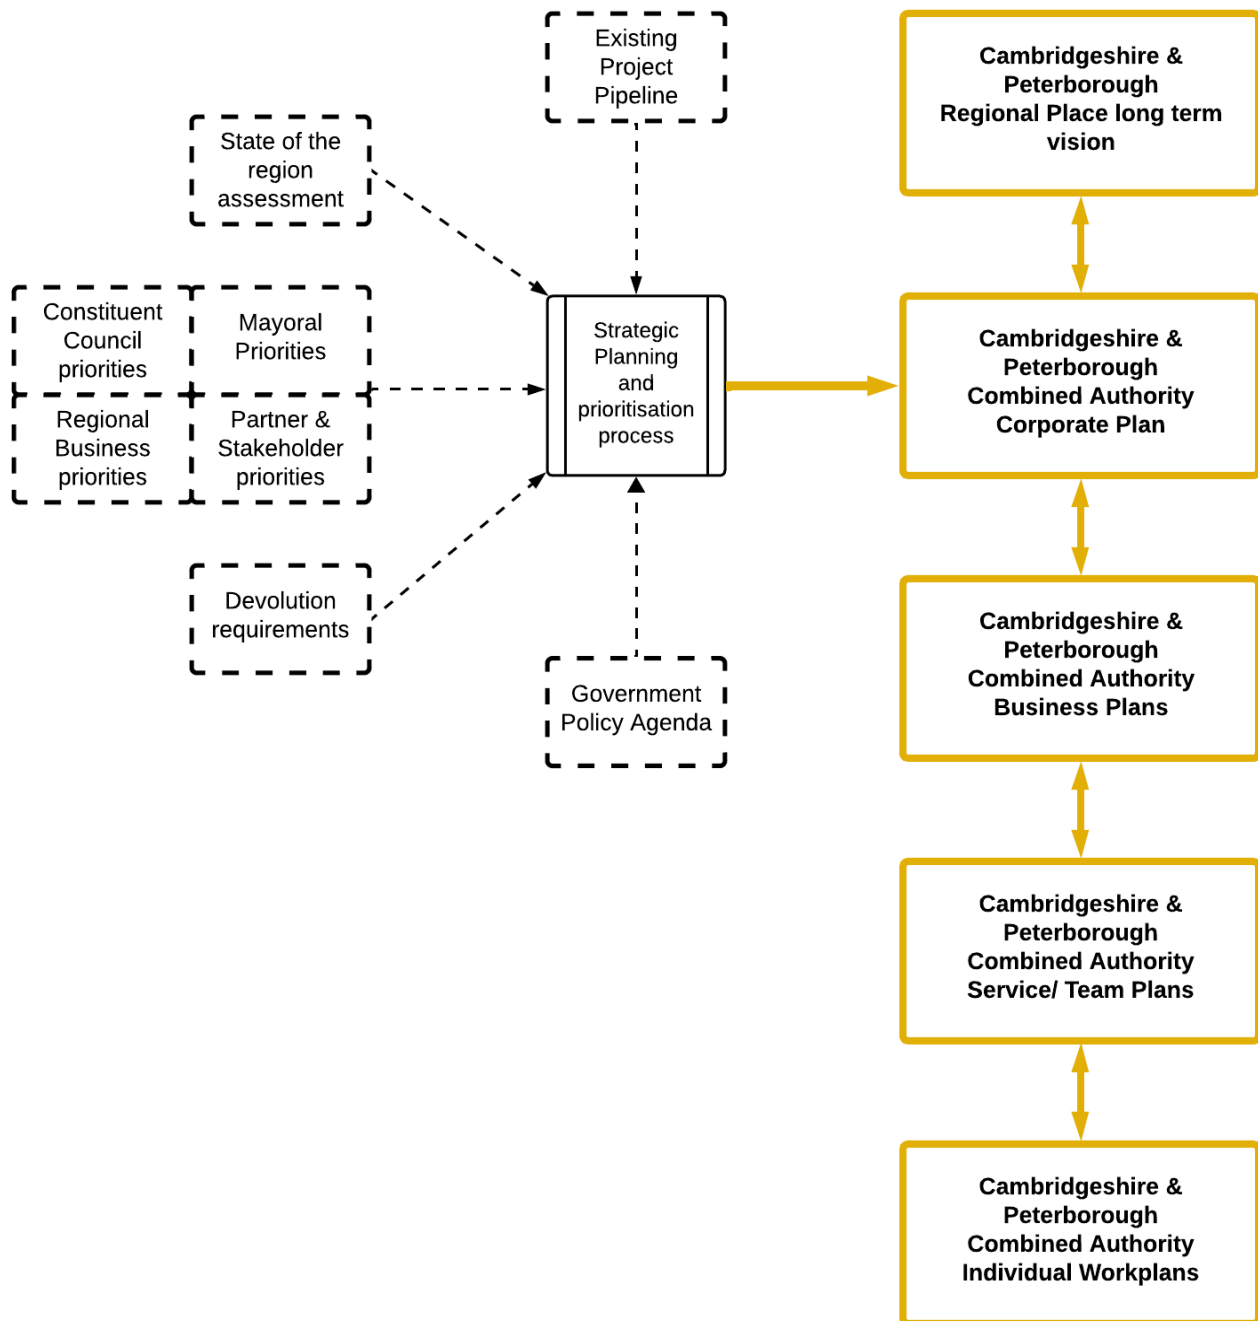 Existing
Project
Pipeline
Cambridgeshire &
Peterborough
Regional Place long term
vision
State of the
region
assessment
Constituent
Council
priorities
Mayoral
Priorities
Regional
Business
priorities
Partner &
Stakeholder
priorities
Strategic
Planning
and
prioritisation
process
Cambridgeshire &
Peterborough
Combined Authority
Corporate Plan
Devolution
requirements
Government
Policy Agenda
Cambridgeshire &
Peterborough
Combined Authority
Business Plans
Cambridgeshire &
Peterborough
Combined Authority
Service/ Team Plans
Cambridgeshire &
Peterborough
Combined Authority
Individual Workplans